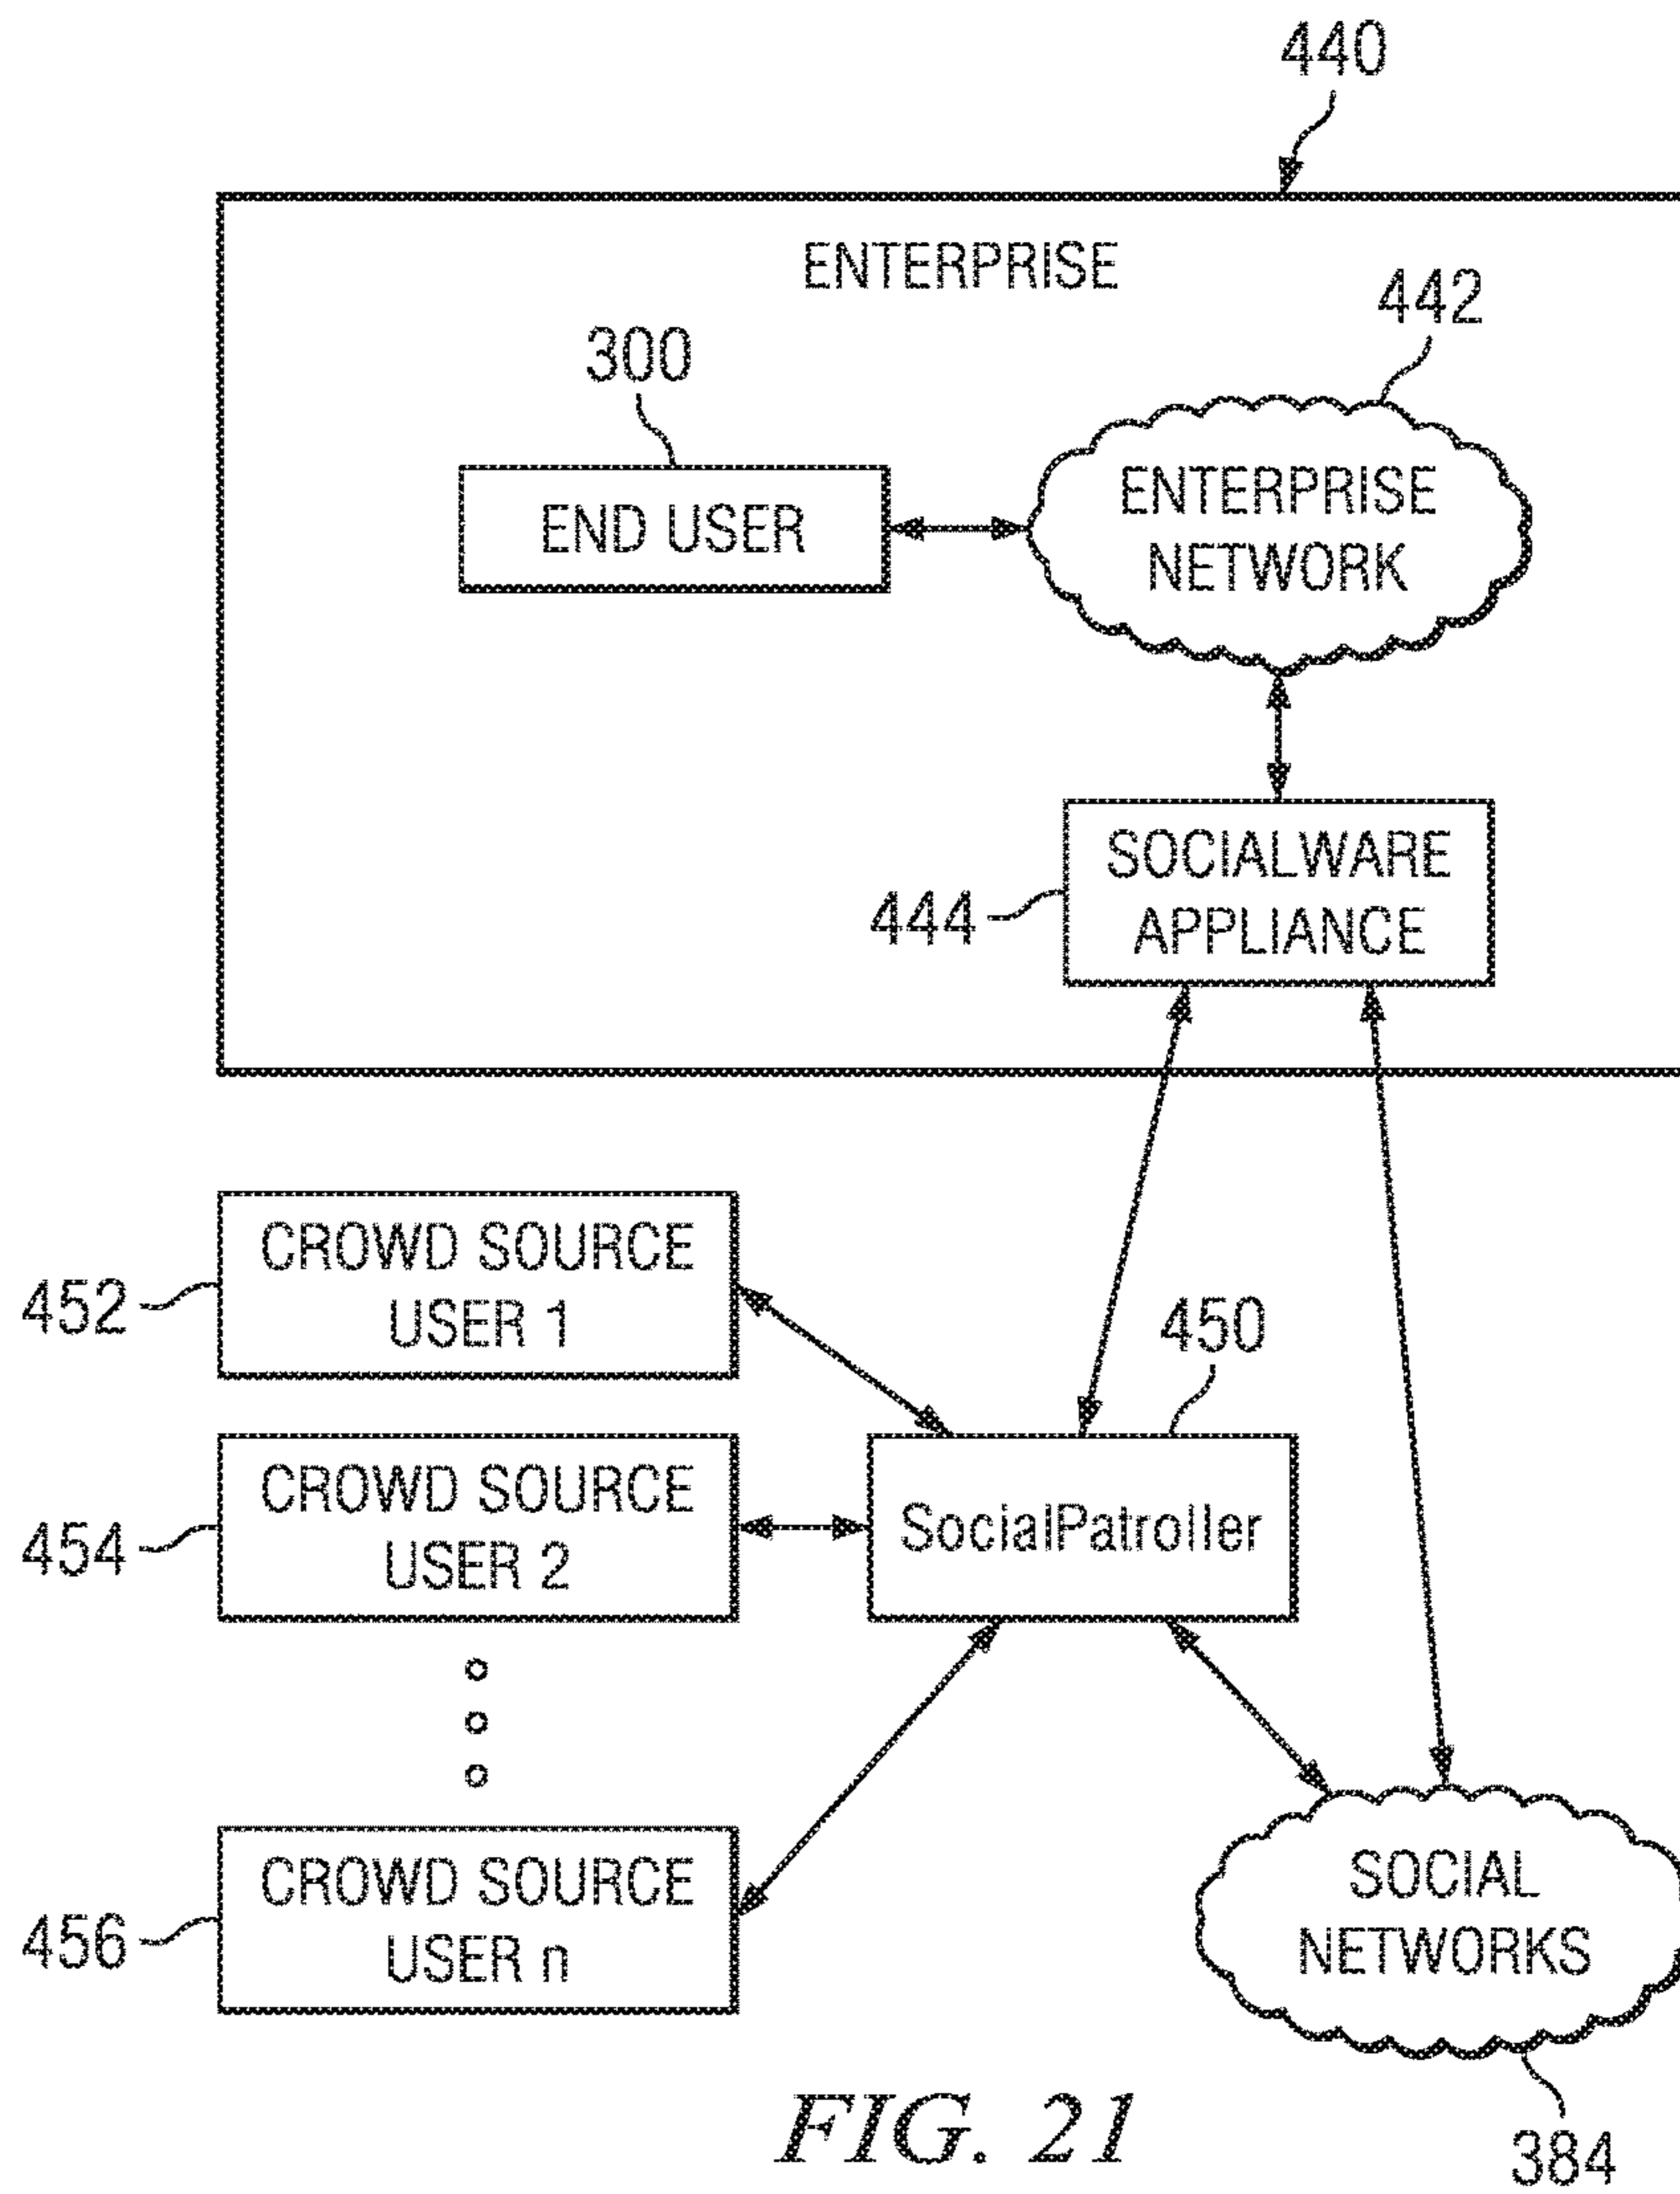 440
ENTERPRISE
442
300
END USER
ENTERPRISE
NETWORK
SOCIALWARE
APPLIANCE
444
CROWD SOURCE
USER 1
452
450
CROWD SOURCE
USER 2
454
SocialPatroller
CROWD SOURCE
USER n
456
SOCIAL
NETWORKS
384
FIG. 21